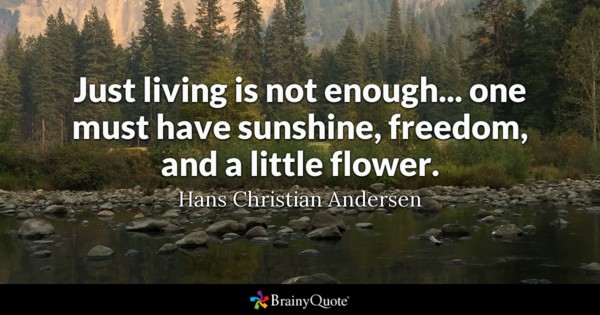 Just living is not enough... one
must have sunshine, freedom,
and a little flower.
Hans Christian Andersen
BrainyQuote®